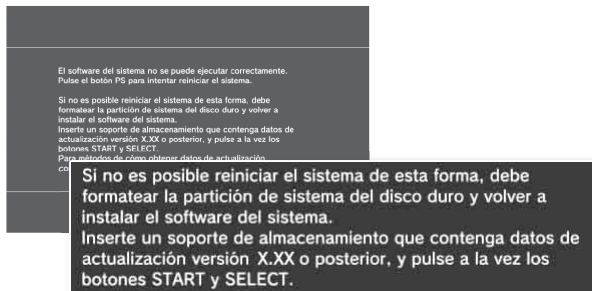 El software del sistema no se puede ejecutar correctamente.
Pulse el botón PS para intentar reiniciar el sistema.
Si no es posible reiniciar el sistema de esta forma, debe
formatear la partición de sistema del disco duro y volver a
instalar el software del sistema.
Inserte un soporte de almacenamiento que contenga datos de
actualización versión X.XX o posterior, y pulse a la vez los
botones START y SELECT.
Para métodos de cómo obtener datos de actualización
Si no es posible reiniciar el sistema de esta forma, debe
formatear la partición de sistema del disco duro y volver a
instalar el software del sistema.
Inserte un soporte de almacenamiento que contenga datos de
actualización versión X.XX o posterior, y pulse a la vez los
botones START y SELECT.